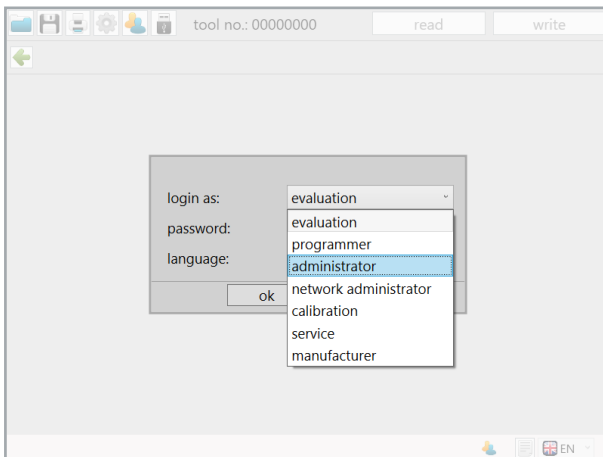 tool no.: 00000000 read write
login as: evaluation
password:
language:
evaluation
programmer
administrator
network administrator
calibration
service
manufacturer
ok
EN